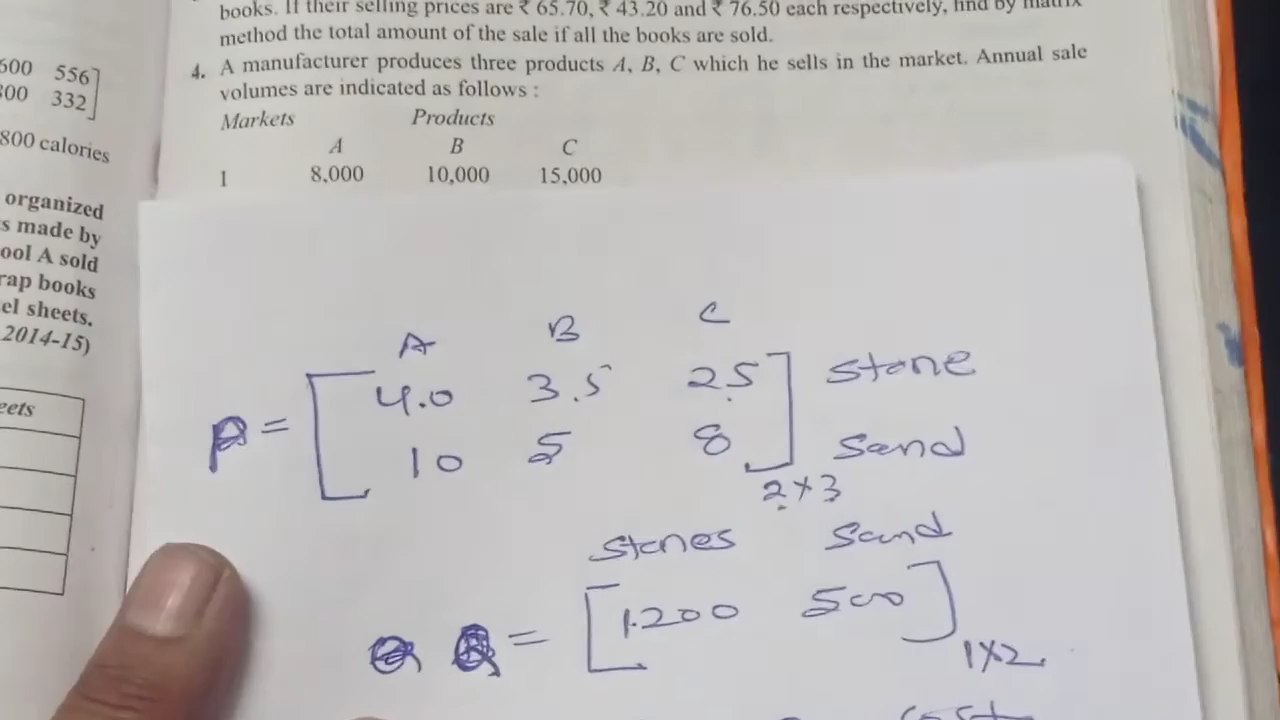 books. If their selling prices are ₹ 65.70, ₹ 43.20 and ₹ 76.50 each respectively, find by matrix
method the total amount of the sale if all the books are sold.
4. A manufacturer produces three products A, B, C which he sells in the market. Annual sale
volumes are indicated as follows :
Markets Products
A B C
I 8,000 10,000 15,000
600 556
300 332
800 calories
organized
s made by
ool A sold
rap books
el sheets.
2014-15)
eets
A B C
4.0 3.5 2.5 Stone
P =
10 5 8 Sand
2×3
Stones Sand
= [1200 500]
1×2